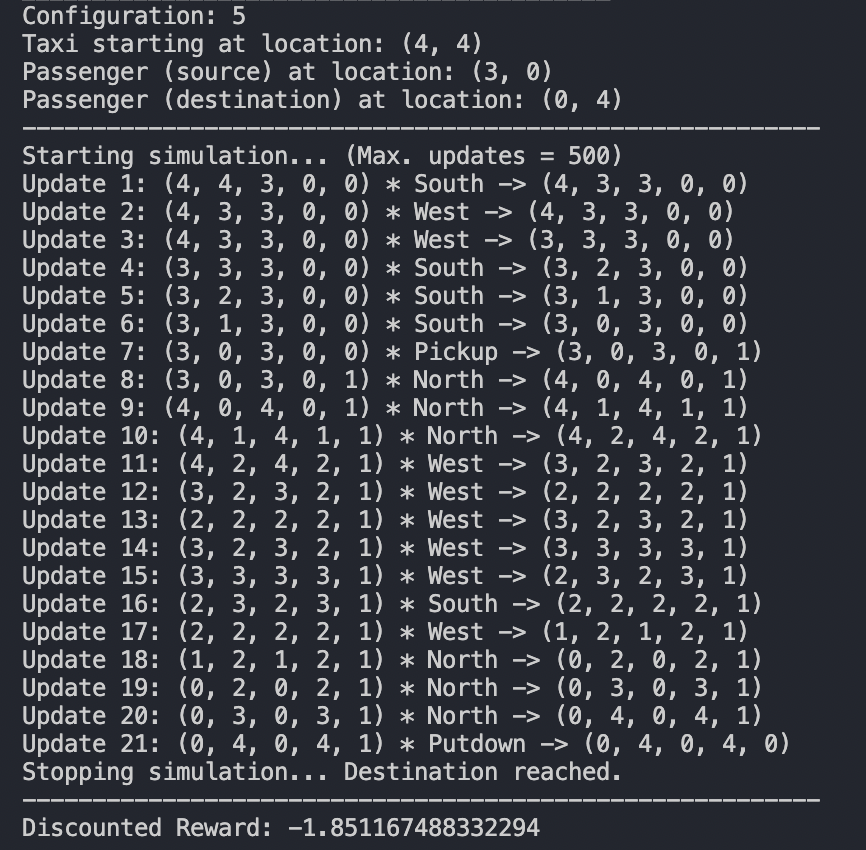 Configuration: 5
Taxi starting at location: (4, 4)
Passenger (source) at location: (3, 0)
Passenger (destination) at location: (0, 4)
---------------------------------------------------------
Starting simulation... (Max. updates = 500)
Update 1: (4, 4, 3, 0, 0) * South -> (4, 3, 3, 0, 0)
Update 2: (4, 3, 3, 0, 0) * West -> (4, 3, 3, 0, 0)
Update 3: (4, 3, 3, 0, 0) * West -> (3, 3, 3, 0, 0)
Update 4: (3, 3, 3, 0, 0) * South -> (3, 2, 3, 0, 0)
Update 5: (3, 2, 3, 0, 0) * South -> (3, 1, 3, 0, 0)
Update 6: (3, 1, 3, 0, 0) * South -> (3, 0, 3, 0, 0)
Update 7: (3, 0, 3, 0, 0) * Pickup -> (3, 0, 3, 0, 1)
Update 8: (3, 0, 3, 0, 1) * North -> (4, 0, 4, 0, 1)
Update 9: (4, 0, 4, 0, 1) * North -> (4, 1, 4, 1, 1)
Update 10: (4, 1, 4, 1, 1) * North -> (4, 2, 4, 2, 1)
Update 11: (4, 2, 4, 2, 1) * West -> (3, 2, 3, 2, 1)
Update 12: (3, 2, 3, 2, 1) * West -> (2, 2, 2, 2, 1)
Update 13: (2, 2, 2, 2, 1) * West -> (3, 2, 3, 2, 1)
Update 14: (3, 2, 3, 2, 1) * West -> (3, 3, 3, 3, 1)
Update 15: (3, 3, 3, 3, 1) * West -> (2, 3, 2, 3, 1)
Update 16: (2, 3, 2, 3, 1) * South -> (2, 2, 2, 2, 1)
Update 17: (2, 2, 2, 2, 1) * West -> (1, 2, 1, 2, 1)
Update 18: (1, 2, 1, 2, 1) * North -> (0, 2, 0, 2, 1)
Update 19: (0, 2, 0, 2, 1) * North -> (0, 3, 0, 3, 1)
Update 20: (0, 3, 0, 3, 1) * North -> (0, 4, 0, 4, 1)
Update 21: (0, 4, 0, 4, 1) * Putdown -> (0, 4, 0, 4, 0)
Stopping simulation... Destination reached.
---------------------------------------------------------
Discounted Reward: -1.851167488332294